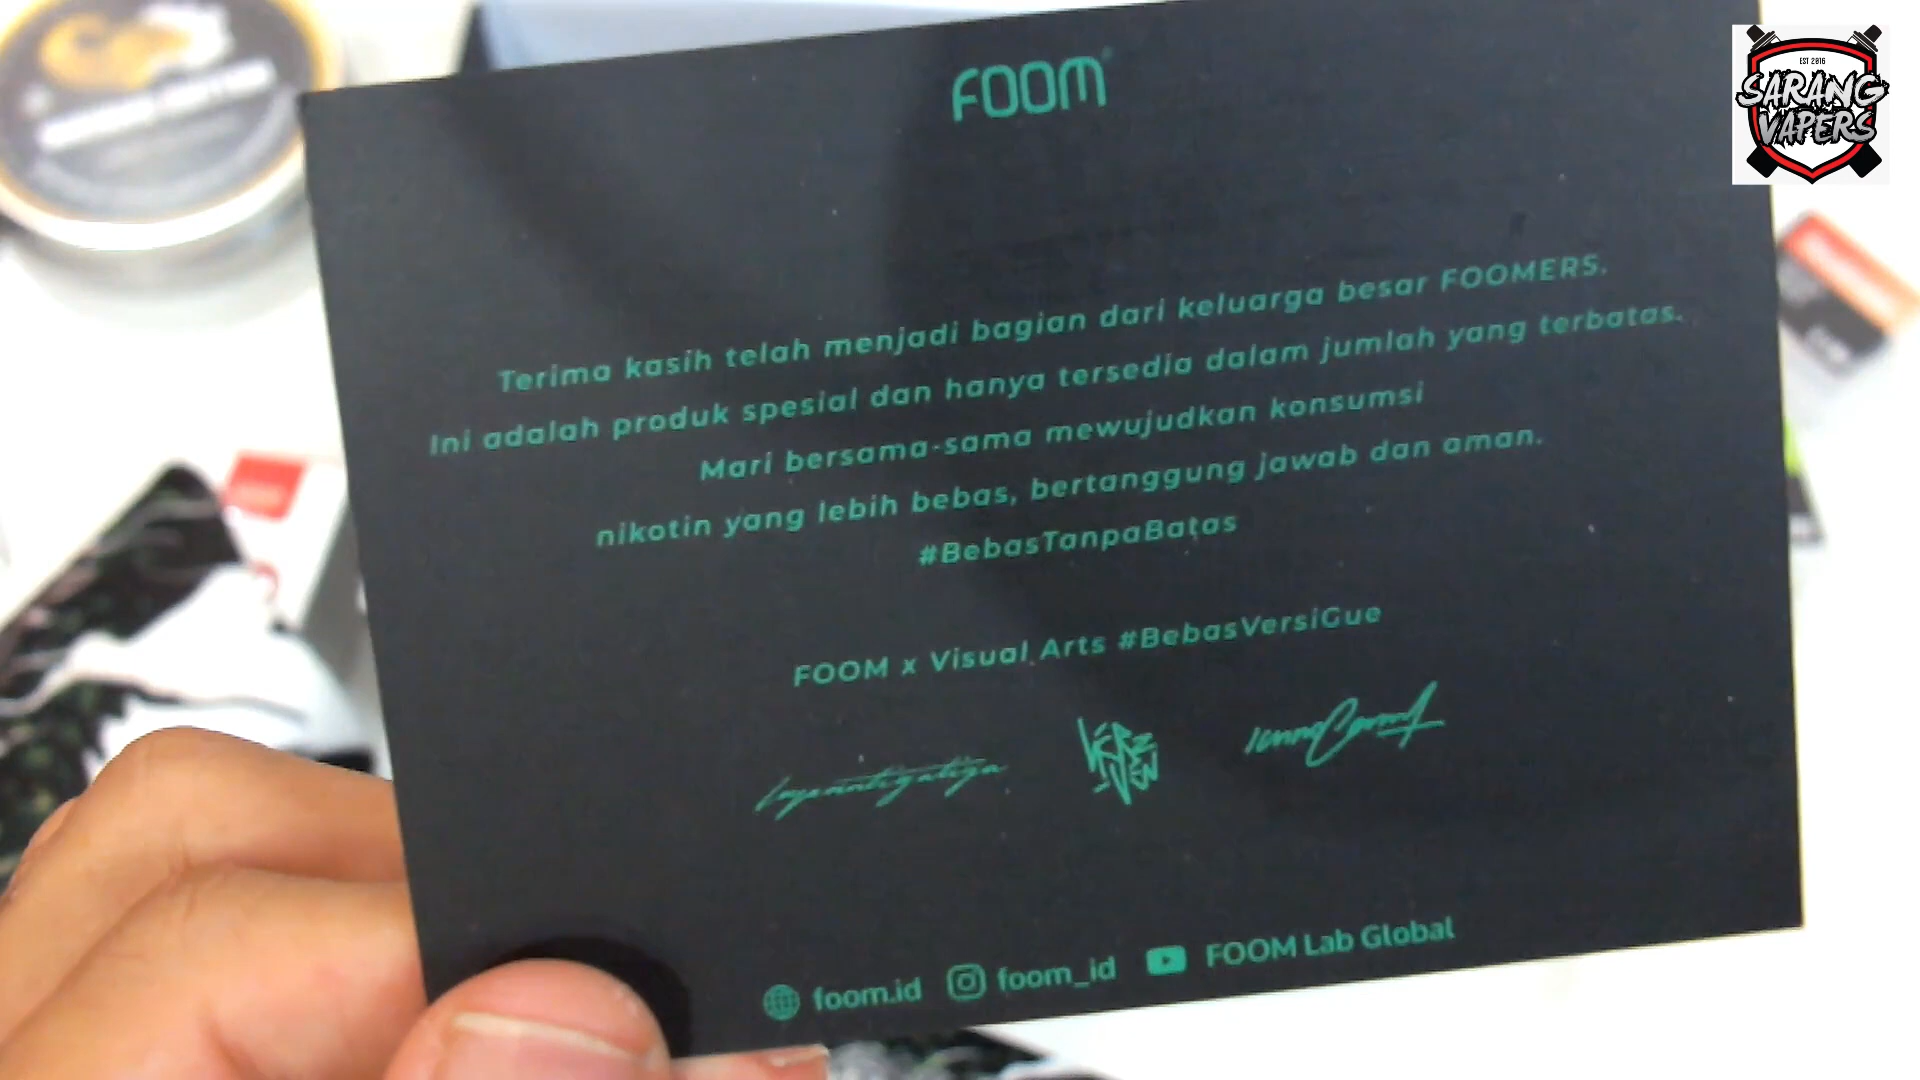 FOOM
EST 2016
SARANG
VAPERS
Terima kasih telah menjadi bagian dari keluarga besar FOOMERS.
Ini adalah produk spesial dan hanya tersedia dalam jumlah yang terbatas.
Mari bersama-sama mewujudkan konsumsi
nikotin yang lebih bebas, bertanggung jawab dan aman.
#BebasTanpaBatas
FOOM x Visual Arts #BebasVersiGue
foom.id foom_id FOOM Lab Global